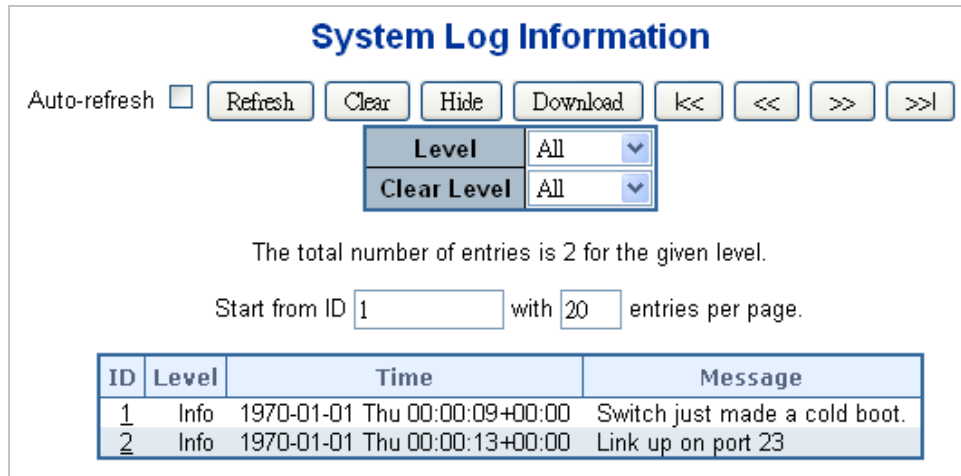 System Log Information
Auto-refresh Refresh Clear Hide Download |<< << >> >>|
Level All
Clear Level All
The total number of entries is 2 for the given level.
Start from ID 1 with 20 entries per page.
ID Level Time Message
1 Info 1970-01-01 Thu 00:00:09+00:00 Switch just made a cold boot.
2 Info 1970-01-01 Thu 00:00:13+00:00 Link up on port 23